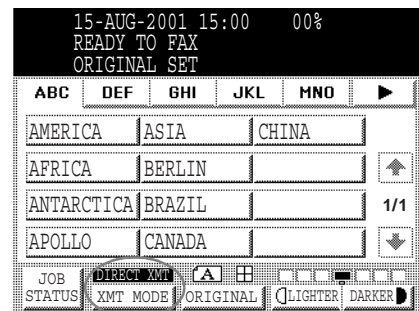 15-AUG-2001 15:00 00%
READY TO FAX
ORIGINAL SET
ABC DEF GHI JKL MNO
AMERICA ASIA CHINA
AFRICA BERLIN
ANTARCTICA BRAZIL 1/1
APOLLO CANADA
JOB STATUS
DIRECT XMT
XMT MODE
A
ORIGINAL
LIGHTER DARKER